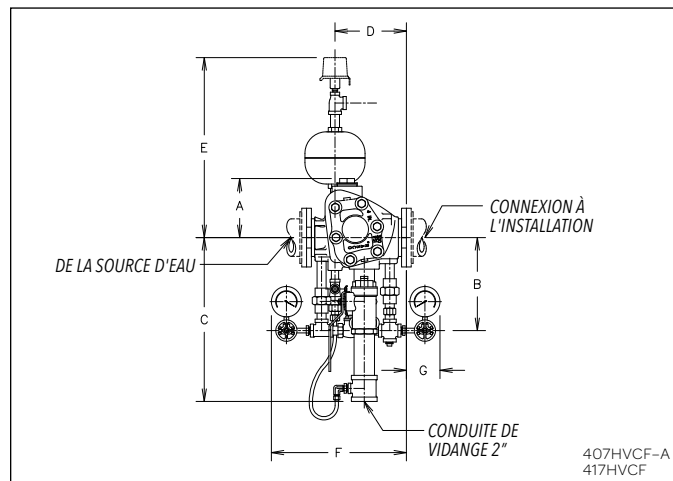 D
E
A
CONNEXION À
L'INSTALLATION
DE LA SOURCE D'EAU
B
C
G
CONDUITE DE
VIDANGE 2"
F
407HVCF-A
417HVCF